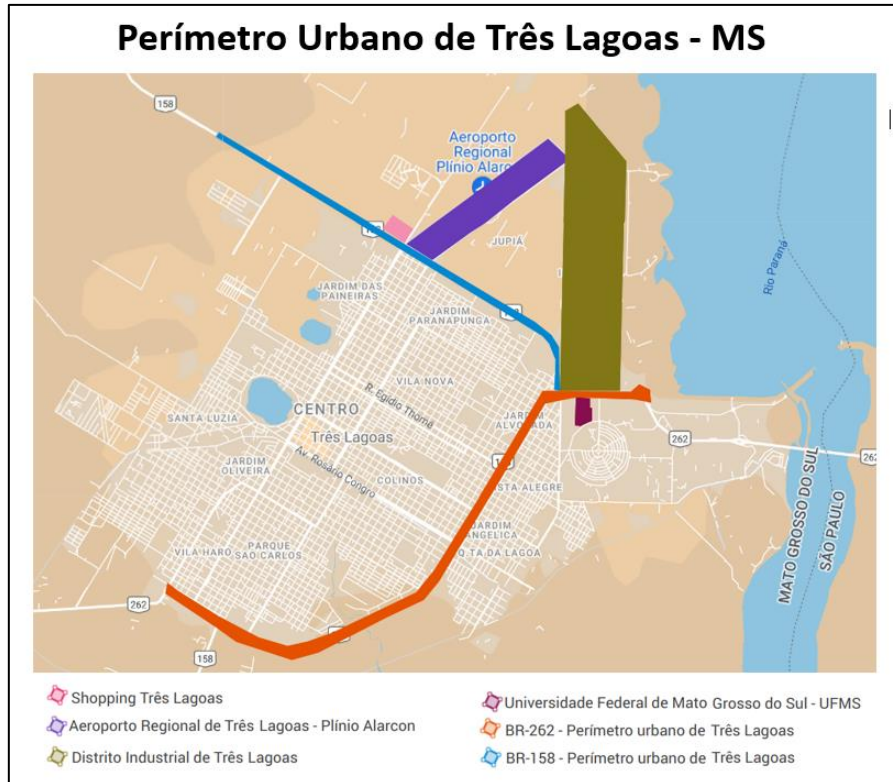 Perímetro Urbano de Três Lagoas - MS
158
Aeroporto
Regional
Plínio Alarco
JUPIÁ
JARDIM DAS
PAINEIRAS
JARDIM
PARANAPUNGA
Rio Paraná
VILA NOVA
R. Egídio Thomé
CENTRO
Três Lagoas
SANTA LUZIA
JARDIM
ALVORADA
262
262
Av. Rosário Congro
JARDIM
OLIVEIRA
COLINOS
STA ALEGRE
JARDIM
ANGELICA
Q TA DA LAGOA
MATO GROSSO DO SUL
SÃO PAULO
VILA HARO
PARQUE
SAO CARLOS
262
158
Shopping Três Lagoas
Aeroporto Regional de Três Lagoas - Plínio Alarcon
Distrito Industrial de Três Lagoas
Universidade Federal de Mato Grosso do Sul - UFMS
BR-262 - Perímetro urbano de Três Lagoas
BR-158 - Perímetro urbano de Três Lagoas